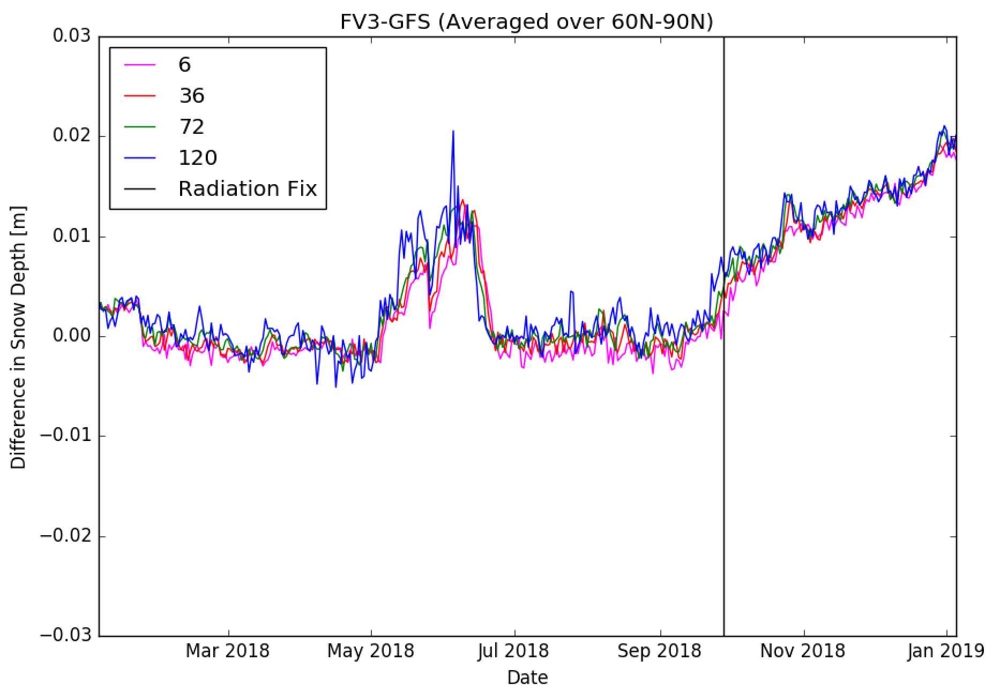 FV3-GFS (Averaged over 60N-90N)
0.03
0.02
0.01
0.00
−0.01
−0.02
−0.03
Difference in Snow Depth [m]
6
36
72
120
Radiation Fix
Mar 2018
May 2018
Jul 2018
Sep 2018
Nov 2018
Jan 2019
Date